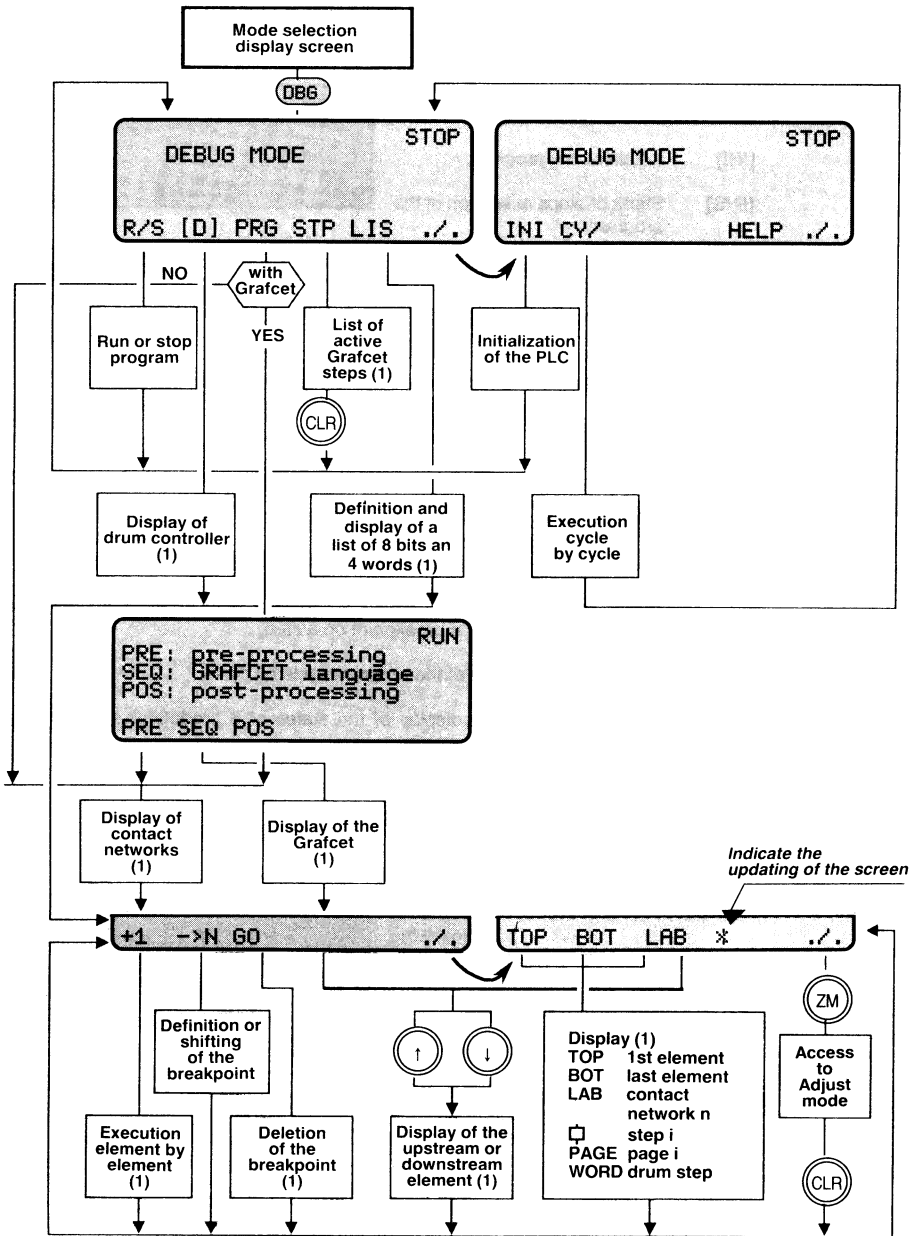 Mode selection
display screen
DBG
STOP
DEBUG MODE
R/S [D] PRG STP LIS ./.
STOP
DEBUG MODE
INI CY/ HELP ./.
NO
with
Grafcet
YES
Run or stop
program
List of
active
Grafcet
steps (1)
CLR
Initialization
of the PLC
Display of
drum controller
(1)
Definition and
display of a
list of 8 bits an
4 words (1)
Execution
cycle
by cycle
RUN
PRE: pre-processing
SEQ: GRAFCET language
POS: post-processing
PRE SEQ POS
Display of
contact
networks
(1)
Display of the
Grafcet
(1)
Indicate the
updating of the screen
+1 ->N GO ./.
TOP BOT LAB * ./.
Definition or
shifting
of the
breakpoint
↑ ↓
ZM
Display (1)
TOP 1st element
BOT last element
LAB contact
network n
step i
PAGE page i
WORD drum step
Access
to
Adjust
mode
Execution
element by
element
(1)
Deletion
of the
breakpoint
(1)
Display of the
upstream or
downstream
element (1)
CLR